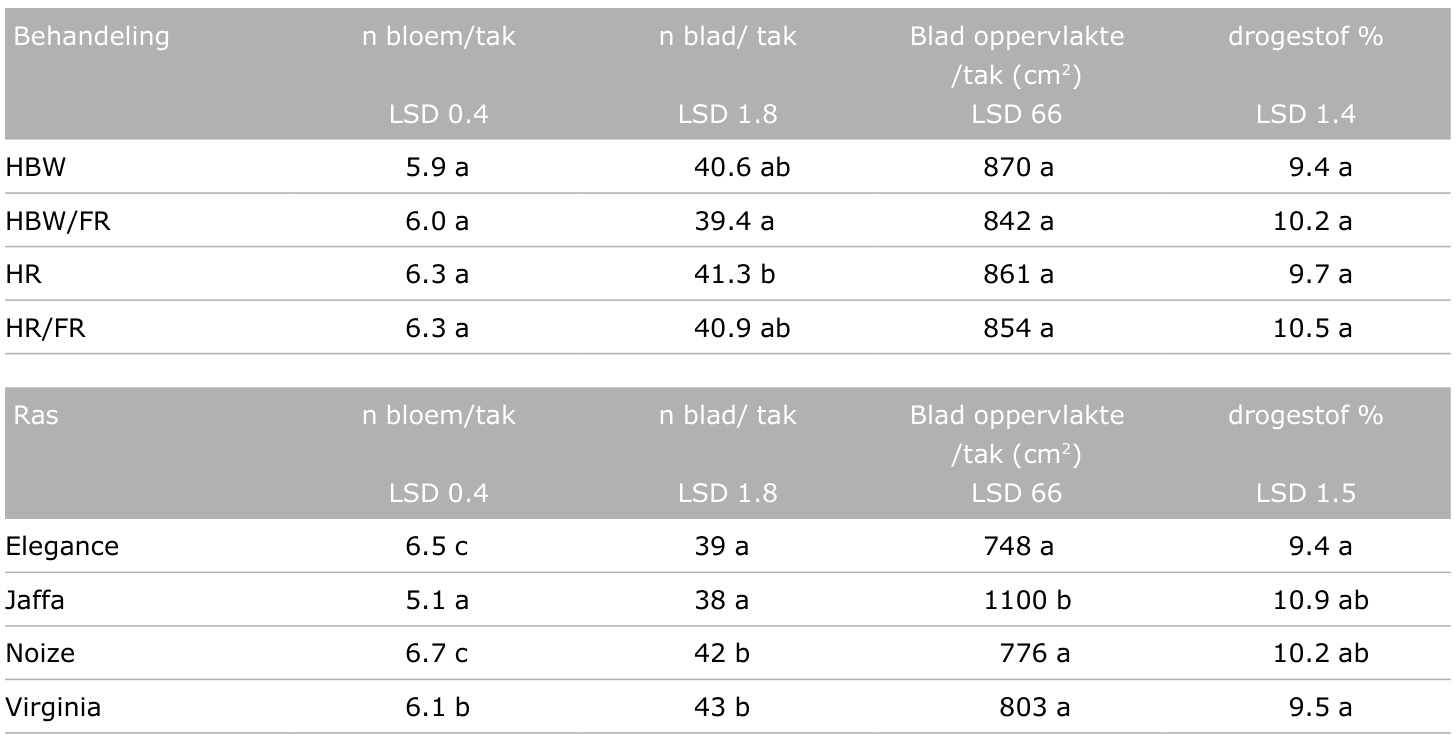 Behandeling n bloem/tak n blad/ tak Blad oppervlakte drogestof %
/tak (cm²)
LSD 0.4 LSD 1.8 LSD 66 LSD 1.4
HBW 5.9 a 40.6 ab 870 a 9.4 a
HBW/FR 6.0 a 39.4 a 842 a 10.2 a
HR 6.3 a 41.3 b 861 a 9.7 a
HR/FR 6.3 a 40.9 ab 854 a 10.5 a
Ras n bloem/tak n blad/ tak Blad oppervlakte drogestof %
/tak (cm²)
LSD 0.4 LSD 1.8 LSD 66 LSD 1.5
Elegance 6.5 c 39 a 748 a 9.4 a
Jaffa 5.1 a 38 a 1100 b 10.9 ab
Noize 6.7 c 42 b 776 a 10.2 ab
Virginia 6.1 b 43 b 803 a 9.5 a